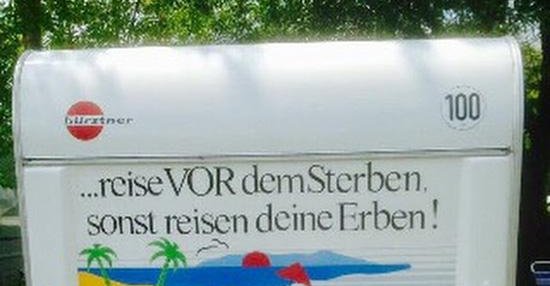 bürstner
100
...reise VOR dem Sterben,
sonst reisen deine Erben!